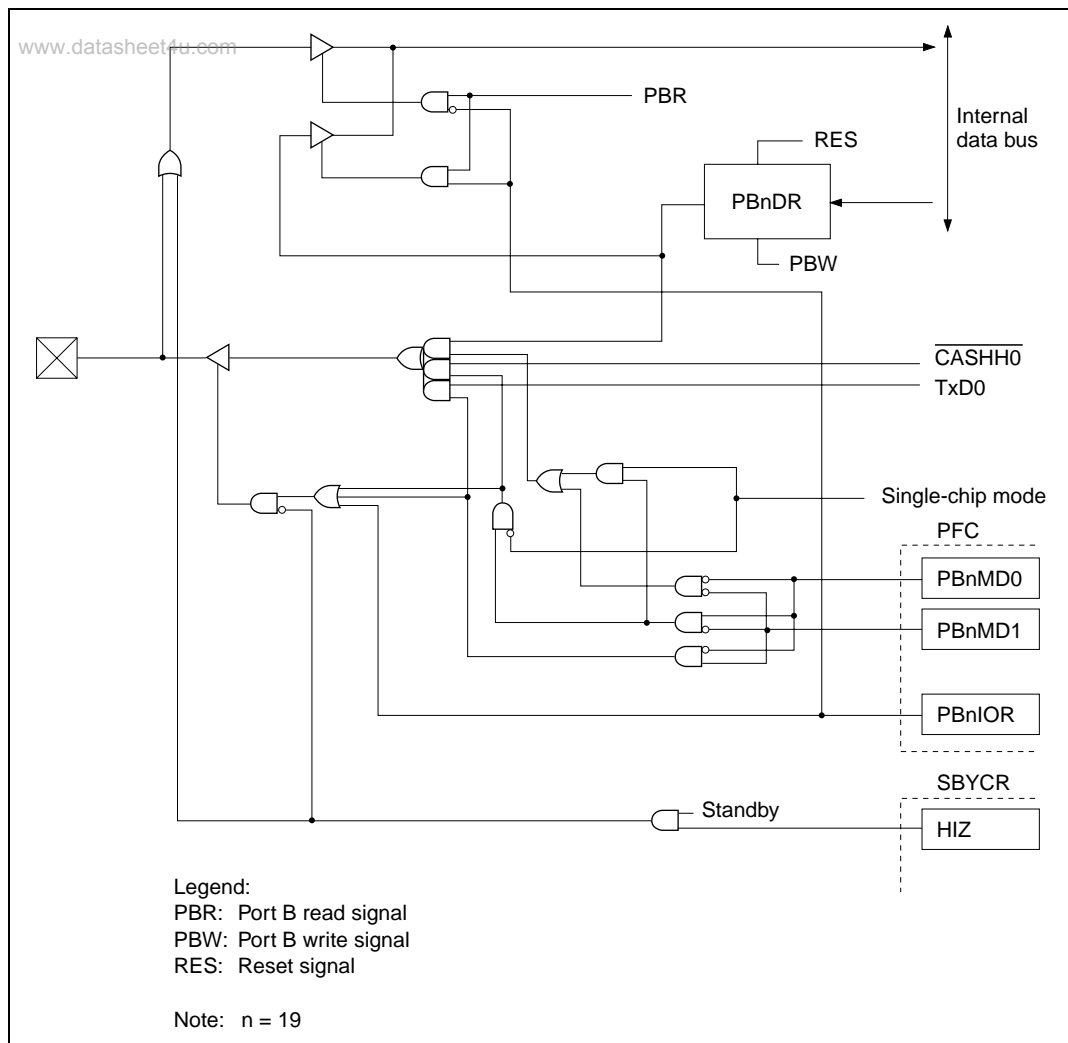 www.datasheet4u.com
PBR
Internal
data bus
RES
PBnDR
PBW
CASHH0
TxD0
Single-chip mode
PFC
PBnMD0
PBnMD1
PBnIOR
SBYCR
Standby
HIZ
Legend:
PBR: Port B read signal
PBW: Port B write signal
RES: Reset signal
Note: n = 19